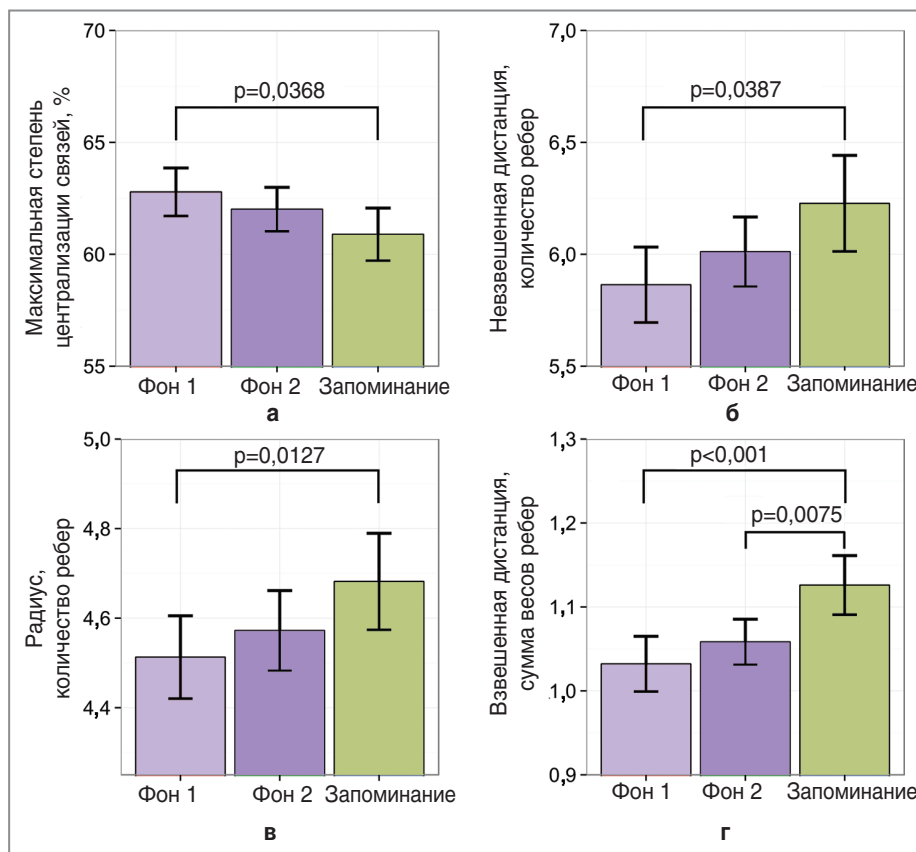 Максимальная степень
централизации связей, %
70
65
60
55
p=0,0368
Фон 1 Фон 2 Запоминание
а
Невзвешенная дистанция,
количество ребер
7,0
6,5
6,0
5,5
p=0,0387
Фон 1 Фон 2 Запоминание
б
Радиус,
количество ребер
5,0
4,8
4,6
4,4
p=0,0127
Фон 1 Фон 2 Запоминание
в
Взвешенная дистанция,
сумма весов ребер
1,3
1,2
1,1
1,0
0,9
p<0,001
p=0,0075
Фон 1 Фон 2 Запоминание
г